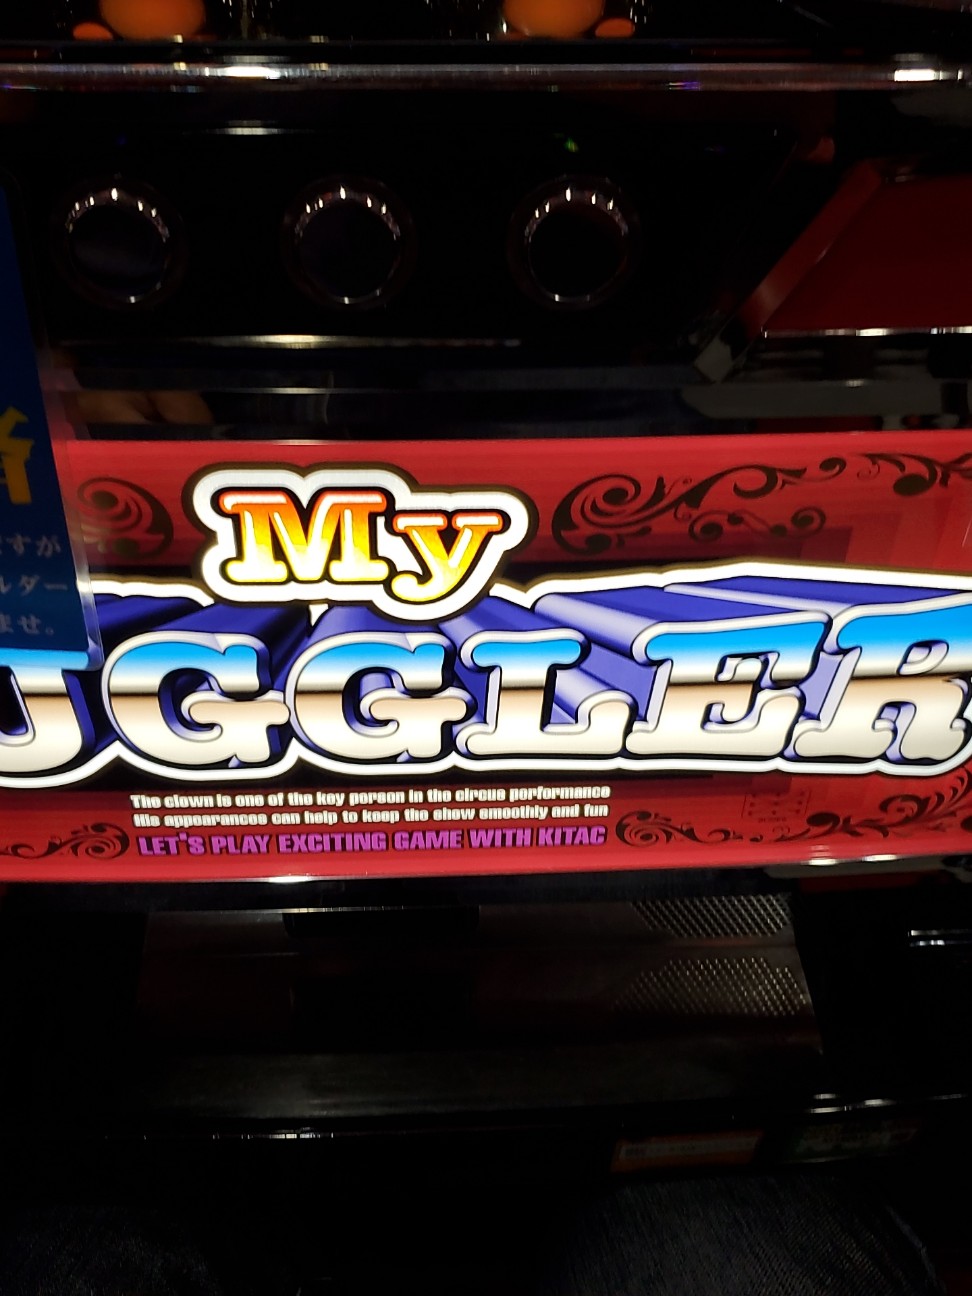 My
UGGLER
The clown is one of the key person in the circus performance
His appearances can help to keep the show smoothly and fun
LET'S PLAY EXCITING GAME WITH KITAC
すが
ルダー
ませ。